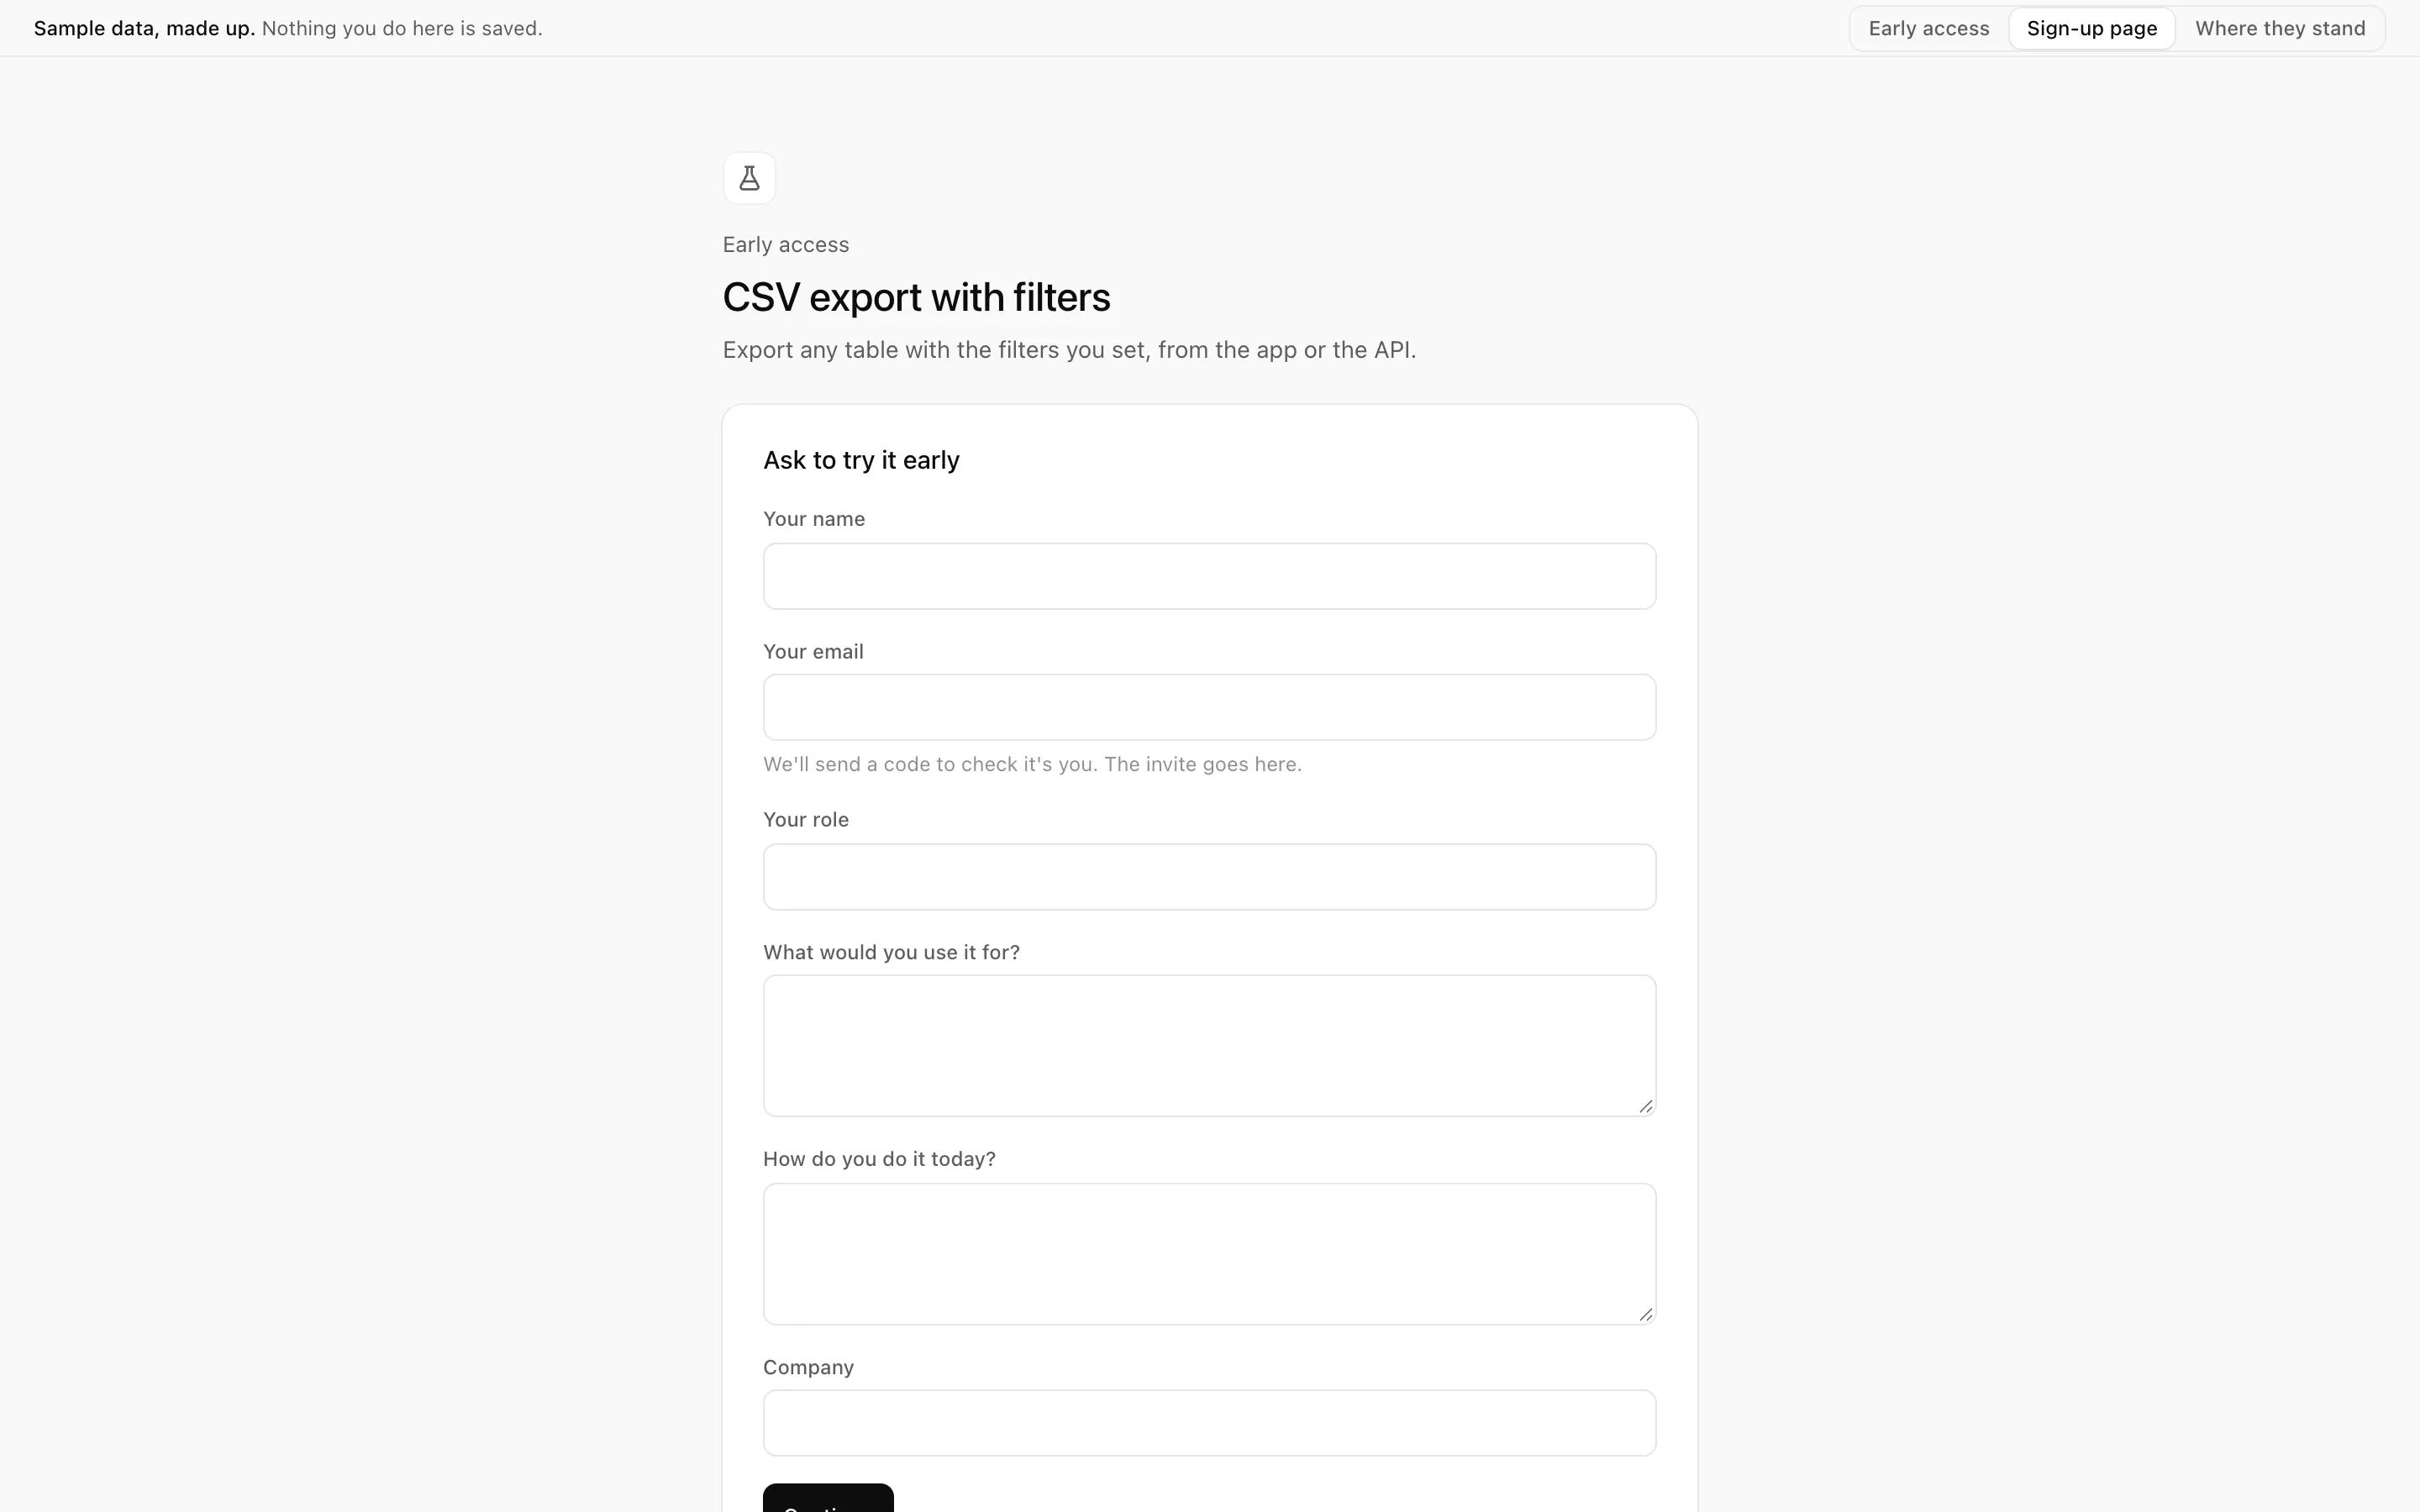 Sample data, made up. Nothing you do here is saved.
Early access
Sign-up page
Where they stand
Early access
CSV export with filters
Export any table with the filters you set, from the app or the API.
Ask to try it early
Your name
Your email
We'll send a code to check it's you. The invite goes here.
Your role
What would you use it for?
How do you do it today?
Company